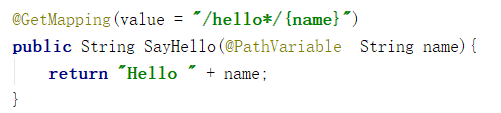 @GetMapping(value = "/hello*/{name}")
public String SayHello(@PathVariable  String name){
    return "Hello " + name;
}